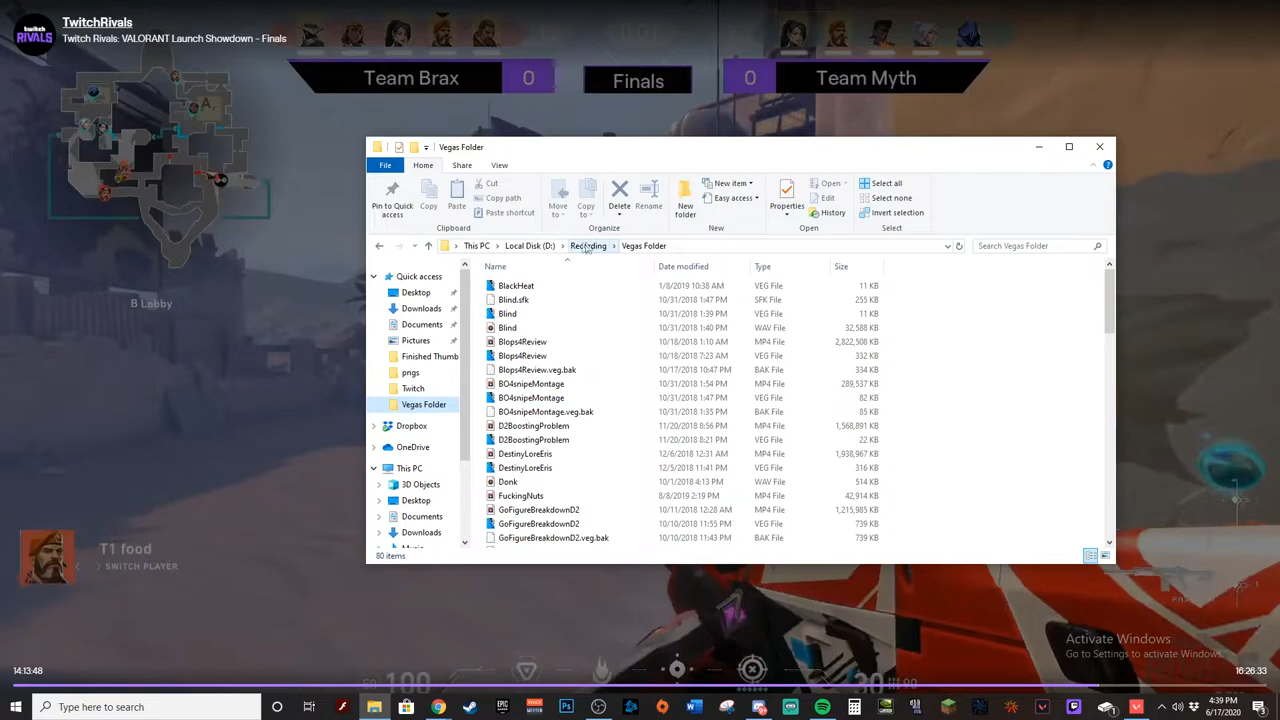 TwitchRivals
Twitch Rivals: VALORANT Launch Showdown - Finals
twitch RIVALS
Team Brax 0 Finals 0 Team Myth
A
B Lobby
T1 food
SWITCH PLAYER
Vegas Folder
File Home Share View
Pin to Quick access
Copy
Paste
Cut
Copy path
Paste shortcut
Clipboard
Move to
Copy to
Delete
Rename
Organize
New folder
New item
Easy access
New
Properties
Open
Edit
History
Open
Select all
Select none
Invert selection
Select
This PC > Local Disk (D:) > Recording > Vegas Folder
Search Vegas Folder
Quick access
Desktop
Downloads
Documents
Pictures
Finished Thumb
pngs
Twitch
Vegas Folder
Dropbox
OneDrive
This PC
3D Objects
Desktop
Documents
Downloads
Name Date modified Type Size
BlackHeat 1/8/2019 10:38 AM VEG File 11 KB
Blind.sfk 10/31/2018 1:47 PM SFK File 255 KB
Blind 10/31/2018 1:39 PM VEG File 11 KB
Blind 10/31/2018 1:40 PM WAV File 32,588 KB
Blops4Review 10/18/2018 1:10 AM MP4 File 2,822,508 KB
Blops4Review 10/18/2018 7:23 AM VEG File 332 KB
Blops4Review.veg.bak 10/17/2018 10:47 PM BAK File 334 KB
BO4snipeMontage 10/31/2018 1:54 PM MP4 File 289,537 KB
BO4snipeMontage 10/31/2018 1:47 PM VEG File 82 KB
BO4snipeMontage.veg.bak 10/31/2018 1:35 PM BAK File 85 KB
D2BoostingProblem 11/20/2018 8:56 PM MP4 File 1,568,891 KB
D2BoostingProblem 11/20/2018 8:21 PM VEG File 22 KB
DestinyLoreEris 12/6/2018 12:31 AM MP4 File 1,938,967 KB
DestinyLoreEris 12/5/2018 11:41 PM VEG File 316 KB
Donk 10/1/2018 4:13 PM WAV File 514 KB
FuckingNuts 8/8/2019 2:19 PM MP4 File 42,914 KB
GoFigureBreakdownD2 10/11/2018 12:28 AM MP4 File 1,215,985 KB
GoFigureBreakdownD2 10/10/2018 11:55 PM VEG File 739 KB
GoFigureBreakdownD2.veg.bak 10/10/2018 11:43 PM BAK File 739 KB
80 items
Activate Windows
Go to Settings to activate Windows.
100
30
90
14:13:48
16:26:33
Type here to search
4:39 PM
6/17/2020